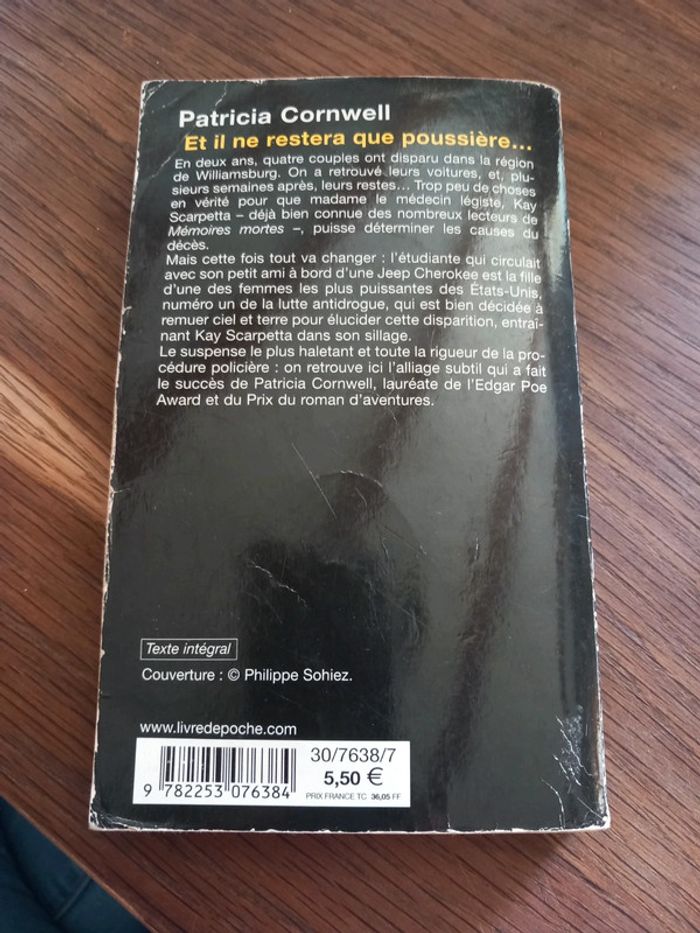 Patricia Cornwell
Et il ne restera que poussière...
En deux ans, quatre couples ont disparu dans la région
de Williamsburg. On a retrouvé leurs voitures, et, plu-
sieurs semaines après, leurs restes... Trop peu de choses
en vérité pour que madame le médecin légiste, Kay
Scarpetta – déjà bien connue des nombreux lecteurs de
Mémoires mortes –, puisse déterminer les causes du
décès.
Mais cette fois tout va changer : l'étudiante qui circulait
avec son petit ami à bord d'une Jeep Cherokee est la fille
d'une des femmes les plus puissantes des États-Unis,
numéro un de la lutte antidrogue, qui est bien décidée à
remuer ciel et terre pour élucider cette disparition, entraî-
nant Kay Scarpetta dans son sillage.
Le suspense le plus haletant et toute la rigueur de la pro-
cédure policière : on retrouve ici l'alliage subtil qui a fait
le succès de Patricia Cornwell, lauréate de l'Edgar Poe
Award et du Prix du roman d'aventures.
Texte intégral
Couverture : © Philippe Sohiez.
www.livredepoche.com
30/7638/7
5,50 €
PRIX FRANCE TC 36,05 FF
9 782253 076384